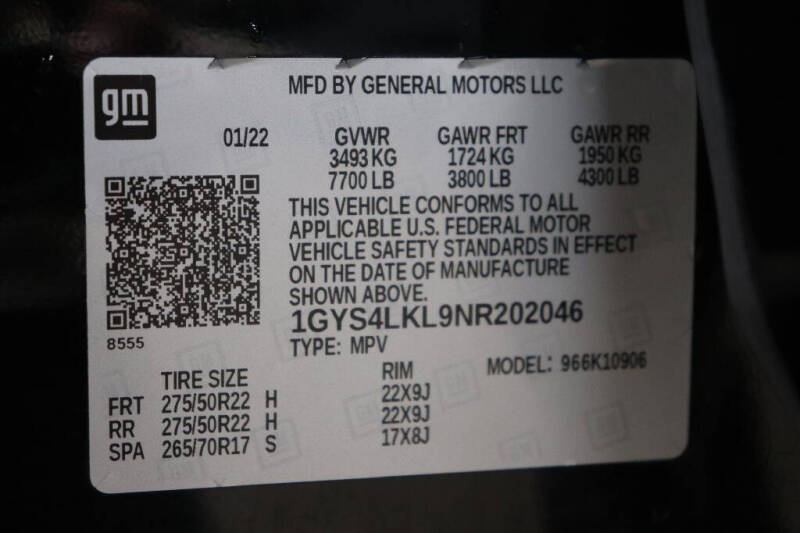 gm
MFD BY GENERAL MOTORS LLC
01/22 GVWR GAWR FRT GAWR RR
3493 KG 1724 KG 1950 KG
7700 LB 3800 LB 4300 LB
THIS VEHICLE CONFORMS TO ALL
APPLICABLE U.S. FEDERAL MOTOR
VEHICLE SAFETY STANDARDS IN EFFECT
ON THE DATE OF MANUFACTURE
SHOWN ABOVE.
1GYS4LKL9NR202046
8555
TYPE: MPV
MODEL: 966K10906
TIRE SIZE RIM
FRT 275/50R22 H 22X9J
RR 275/50R22 H 22X9J
SPA 265/70R17 S 17X8J